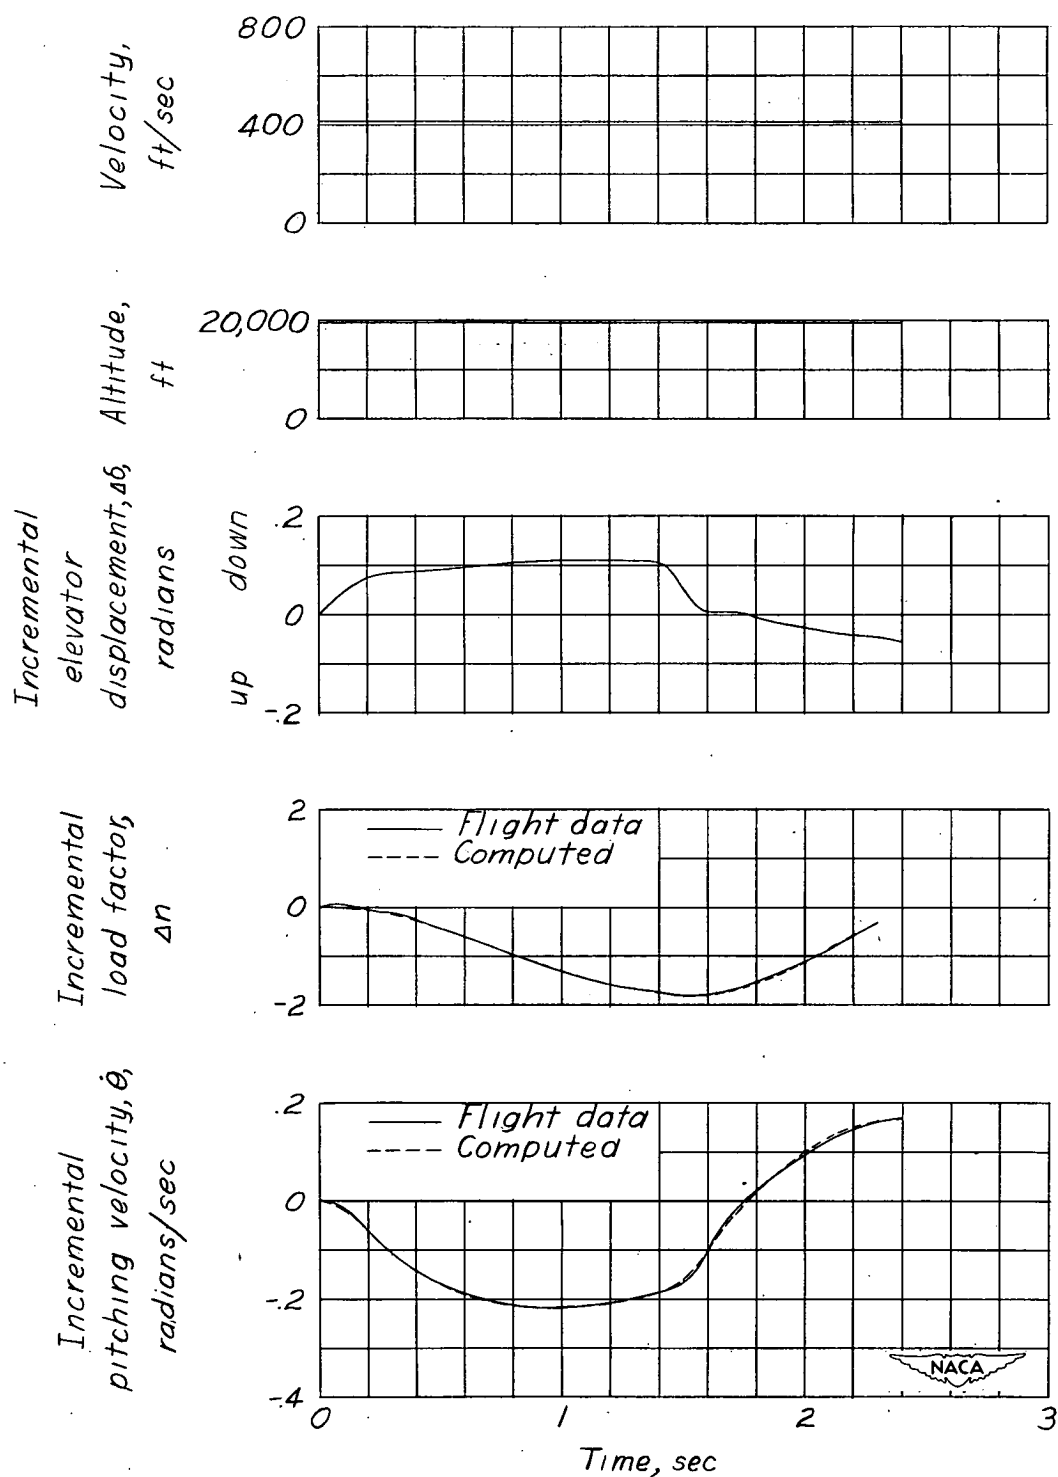 Velocity,
ft/sec
800
400
0
Altitude,
ft
20,000
0
Incremental
elevator
displacement, Δδ,
radians
up down
.2
0
-.2
Incremental
load factor,
Δn
2
0
-2
Flight data
Computed
Incremental
pitching velocity, θ̇,
radians/sec
.2
0
-.2
-.4
Flight data
Computed
NACA
0 1 2 3
Time, sec